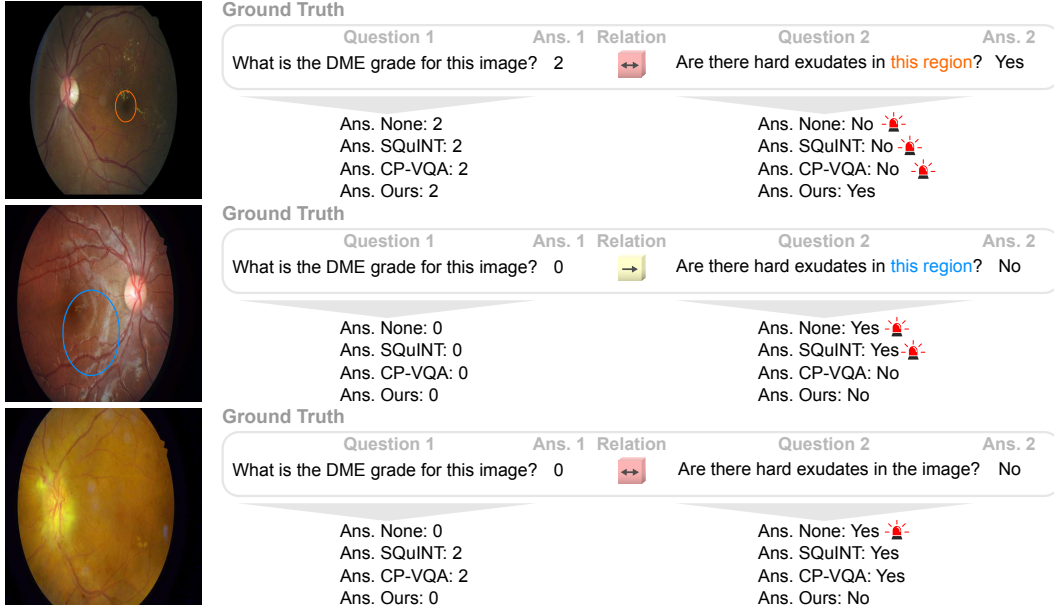 Ground Truth
Question 1 Ans. 1 Relation Question 2 Ans. 2
What is the DME grade for this image? 2 ↔ Are there hard exudates in this region? Yes
Ans. None: 2 Ans. None: No
Ans. SQuINT: 2 Ans. SQuINT: No
Ans. CP-VQA: 2 Ans. CP-VQA: No
Ans. Ours: 2 Ans. Ours: Yes
Ground Truth
Question 1 Ans. 1 Relation Question 2 Ans. 2
What is the DME grade for this image? 0 → Are there hard exudates in this region? No
Ans. None: 0 Ans. None: Yes
Ans. SQuINT: 0 Ans. SQuINT: Yes
Ans. CP-VQA: 0 Ans. CP-VQA: No
Ans. Ours: 0 Ans. Ours: No
Ground Truth
Question 1 Ans. 1 Relation Question 2 Ans. 2
What is the DME grade for this image? 0 ↔ Are there hard exudates in the image? No
Ans. None: 0 Ans. None: Yes
Ans. SQuINT: 2 Ans. SQuINT: Yes
Ans. CP-VQA: 2 Ans. CP-VQA: Yes
Ans. Ours: 0 Ans. Ours: No